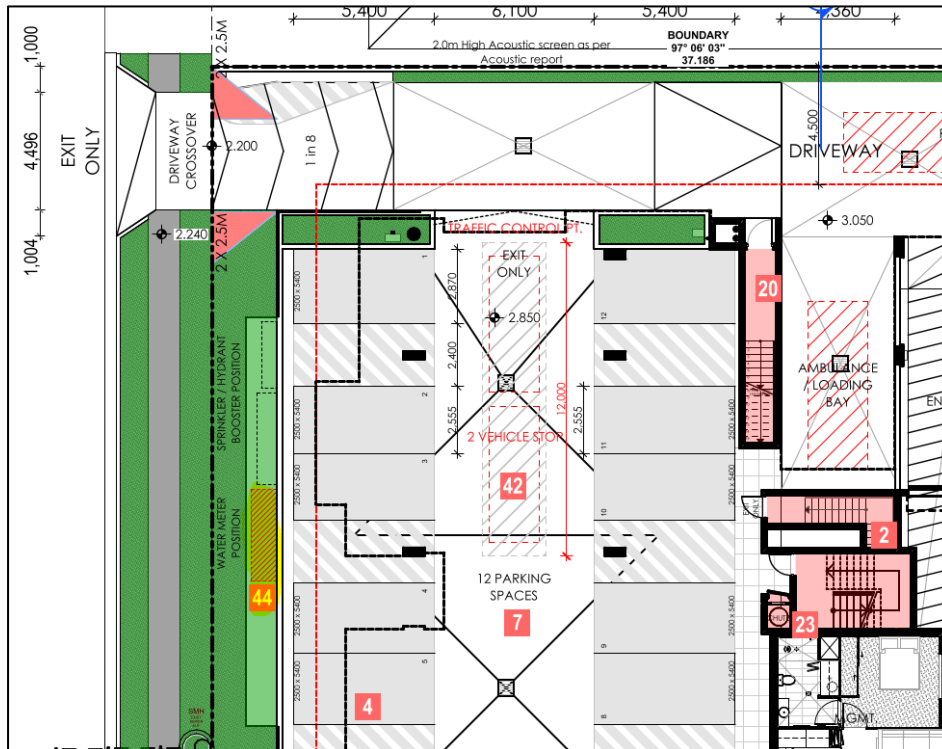 5,400
6,100
5,400
4,360
2.0m High Acoustic screen as per
Acoustic report
BOUNDARY
97° 06' 03"
37.186
1,000
4,496
1,004
EXIT
ONLY
DRIVEWAY
CROSSOVER
2 X 2.5M
2.200
1 in 8
4,500
DRIVEWAY
3.050
2.240
2 X 2.5M
TRAFFIC CONTROL PT.
EXIT
ONLY
2.850
2.870
2.400
2.555
2.555
12.000
2 VEHICLE STOP
42
12 PARKING
SPACES
7
4
1
2
3
4
5
12
11
10
9
8
2500 x 5400
2500 x 5400
2500 x 5400
2500 x 5400
2500 x 5400
2500 x 5400
2500 x 5400
2500 x 5400
2500 x 5400
2500 x 5400
SPRINKLER / HYDRANT
BOOSTER POSITION
WATER METER
POSITION
44
SMH
20
AMBULANCE
/ LOADING
BAY
EN
EXIT
ONLY
2
23
CHUTE
MGMT